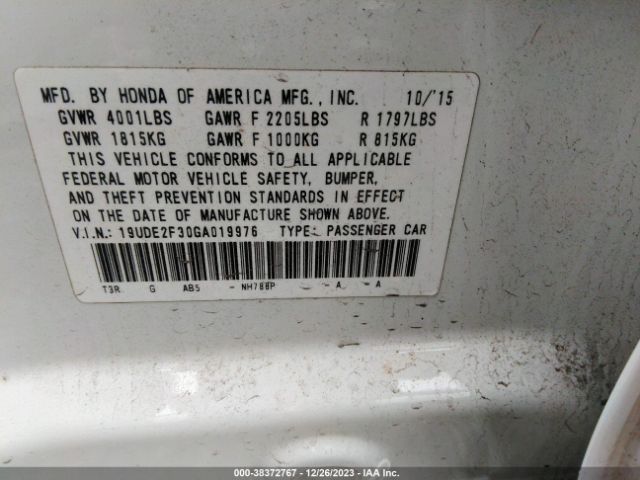 MFD. BY HONDA OF AMERICA MFG., INC. 10/'15
GVWR 4001LBS GAWR F 2205LBS R 1797LBS
GVWR 1815KG GAWR F 1000KG R 815KG
THIS VEHICLE CONFORMS TO ALL APPLICABLE
FEDERAL MOTOR VEHICLE SAFETY, BUMPER,
AND THEFT PREVENTION STANDARDS IN EFFECT
ON THE DATE OF MANUFACTURE SHOWN ABOVE.
V.I.N.: 19UDE2F30GA019976 TYPE: PASSENGER CAR
T3R G AB5 - NH788P - A - A
000-38372767 - 12/26/2023 - IAA Inc.